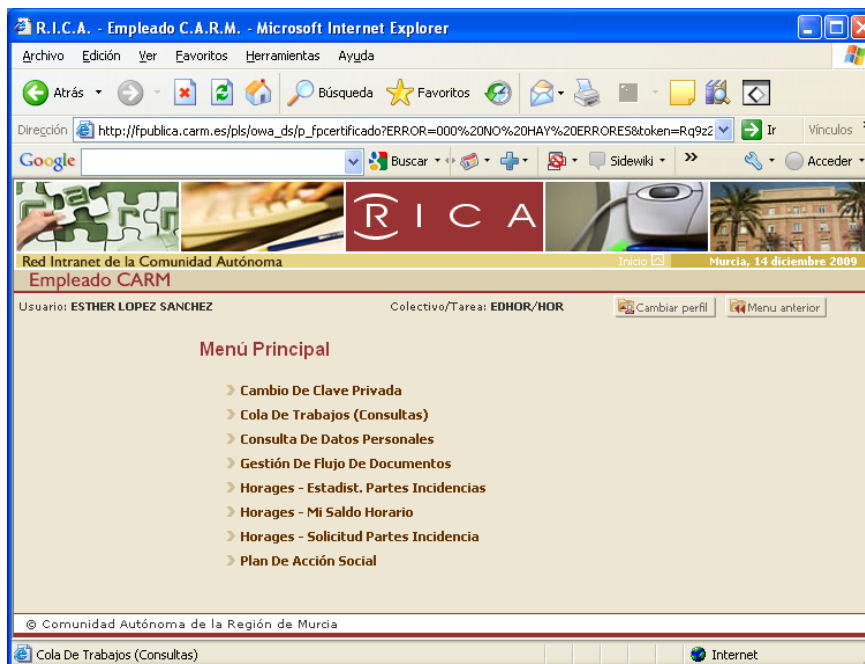 R.I.C.A. - Empleado C.A.R.M. - Microsoft Internet Explorer
Archivo Edición Ver Favoritos Herramientas Ayuda
Atrás Búsqueda Favoritos
Dirección http://fpublica.carm.es/pls/owa_ds/p_fpcertificado?ERROR=000%20NO%20HAY%20ERRORES&token=Rq9z2 Ir Vínculos »
Google Buscar Sidewiki » Acceder
RICA
Red Intranet de la Comunidad Autónoma Inicio Murcia, 14 diciembre 2009
Empleado CARM
Usuario: ESTHER LOPEZ SANCHEZ Colectivo/Tarea: EDHOR/HOR Cambiar perfil Menu anterior
Menú Principal
Cambio De Clave Privada
Cola De Trabajos (Consultas)
Consulta De Datos Personales
Gestión De Flujo De Documentos
Horages - Estadist. Partes Incidencias
Horages - Mi Saldo Horario
Horages - Solicitud Partes Incidencia
Plan De Acción Social
© Comunidad Autónoma de la Región de Murcia
Cola De Trabajos (Consultas) Internet